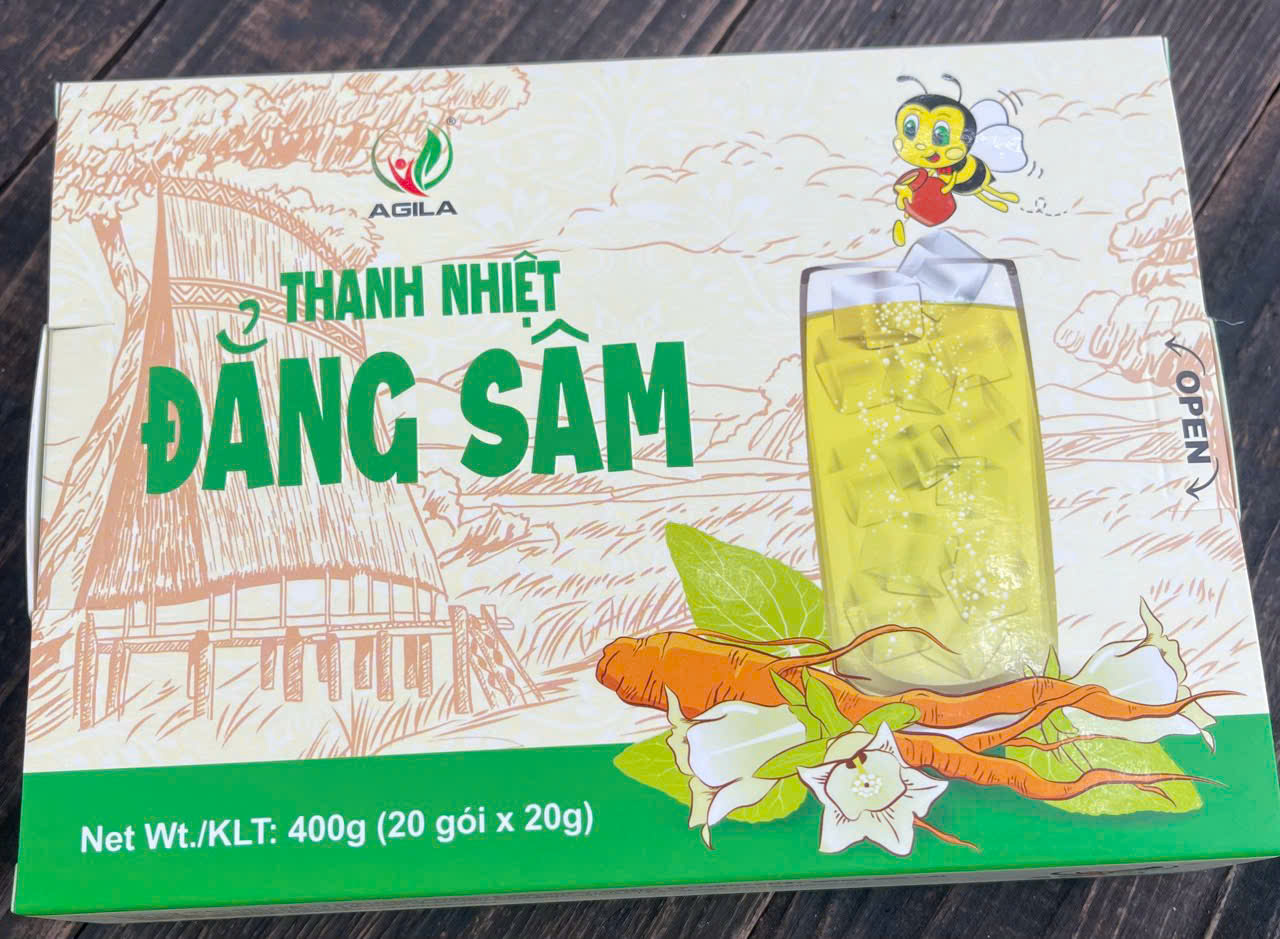 AGILA
THANH NHIỆT
ĐẲNG SÂM
OPEN
Net Wt./KLT: 400g (20 gói x 20g)